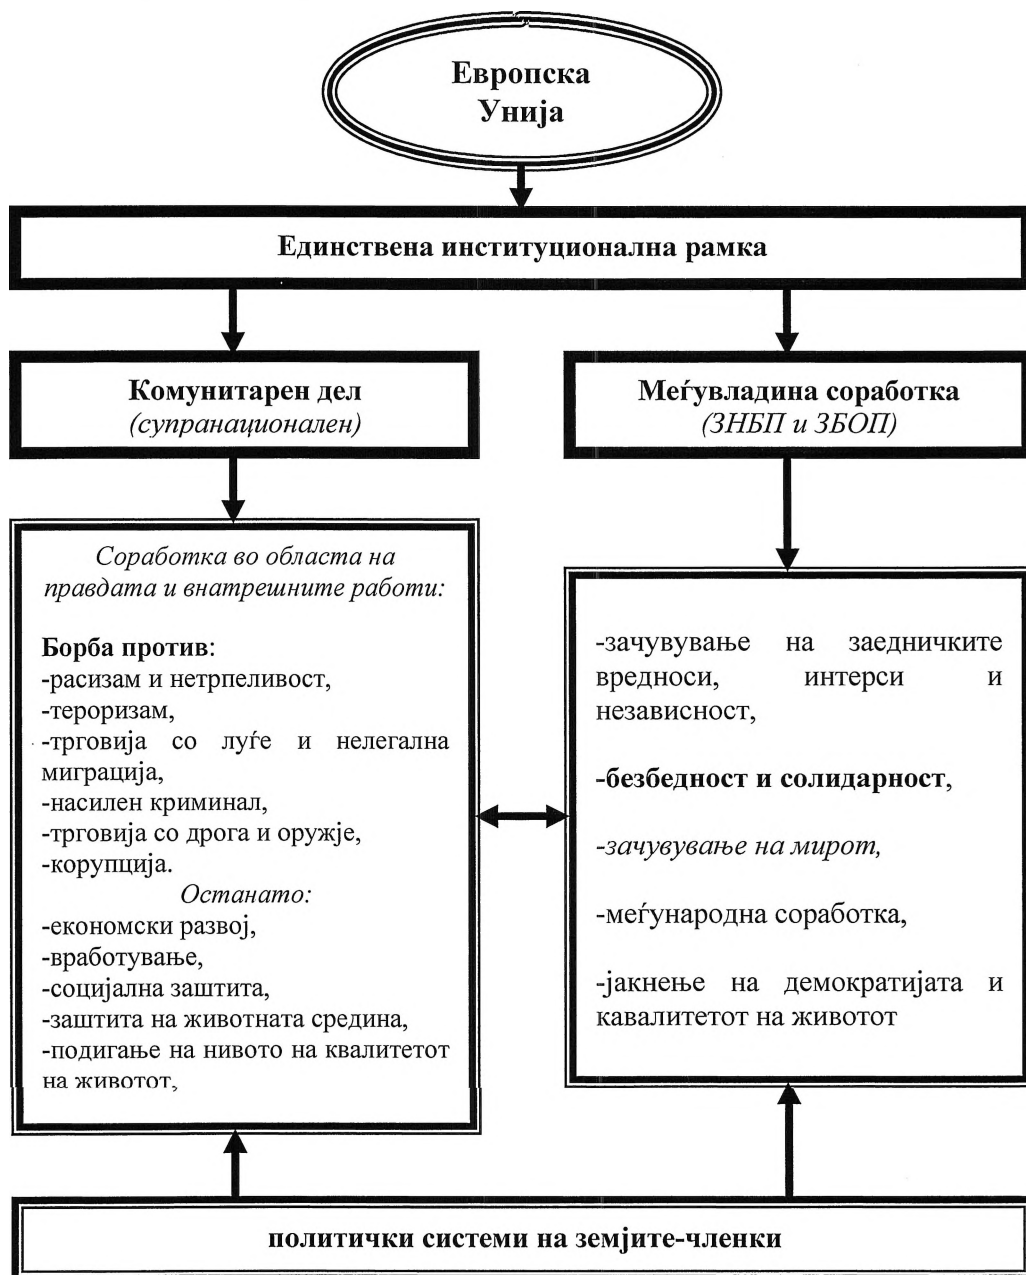 Европска
Унија
Единствена институционална рамка
Комунитарен дел
(супранационален)
Меѓувладина соработка
(ЗНБП и ЗБОП)
Соработка во областа на
правдата и внатрешните работи:
Борба против:
-расизам и нетрпеливост,
-тероризам,
-трговија со луѓе и нелегална
миграција,
-насилен криминал,
-трговија со дрога и оружје,
-корупција.
Останато:
-економски развој,
-вработување,
-социјална заштита,
-заштита на животната средина,
-подигање на нивото на квалитетот
на животот,
-зачувување на заедничките
вредноси, интерси и
независност,
-безбедност и солидарност,
-зачувување на мирот,
-меѓународна соработка,
-јакнење на демократијата и
кавалитетот на животот
политички системи на земјите-членки